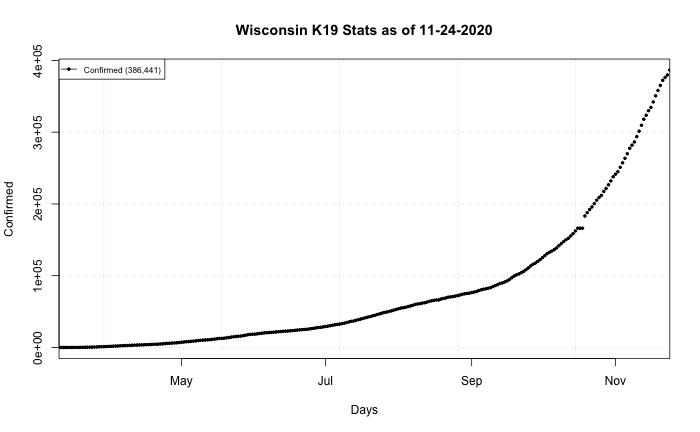 Wisconsin K19 Stats as of 11-24-2020
Confirmed (386,441)
4e+05
3e+05
2e+05
1e+05
0e+00
Confirmed
May Jul Sep Nov
Days